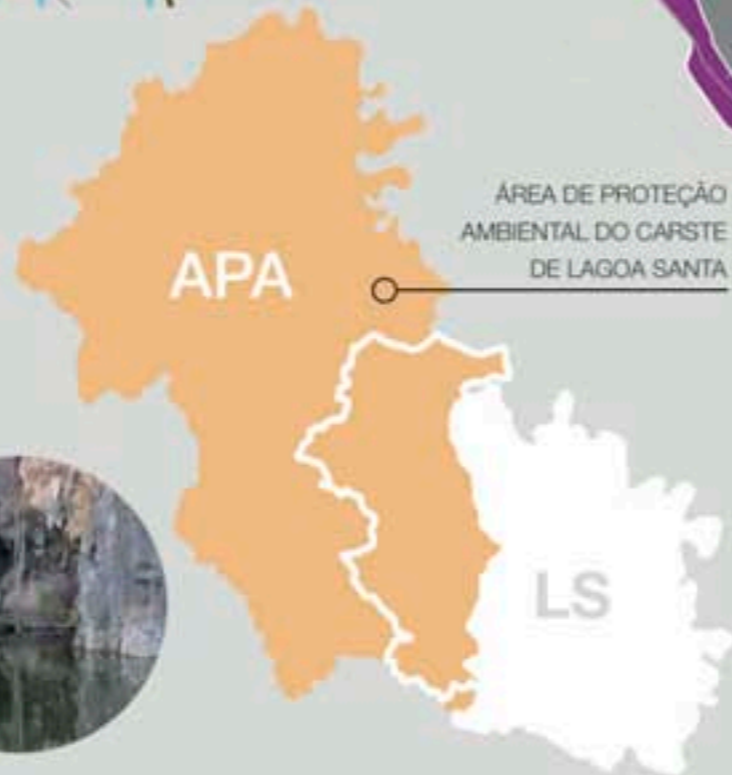 ÁREA DE PROTEÇÃO
AMBIENTAL DO CARSTE
DE LAGOA SANTA
APA
LS